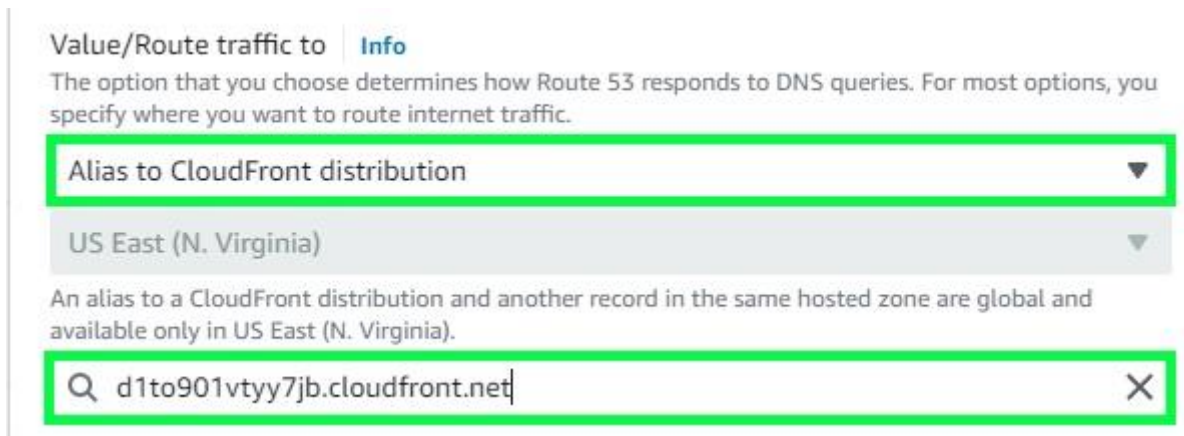 Value/Route traffic to Info
The option that you choose determines how Route 53 responds to DNS queries. For most options, you
specify where you want to route internet traffic.
Alias to CloudFront distribution
US East (N. Virginia)
An alias to a CloudFront distribution and another record in the same hosted zone are global and
available only in US East (N. Virginia).
d1to901vtyy7jb.cloudfront.net